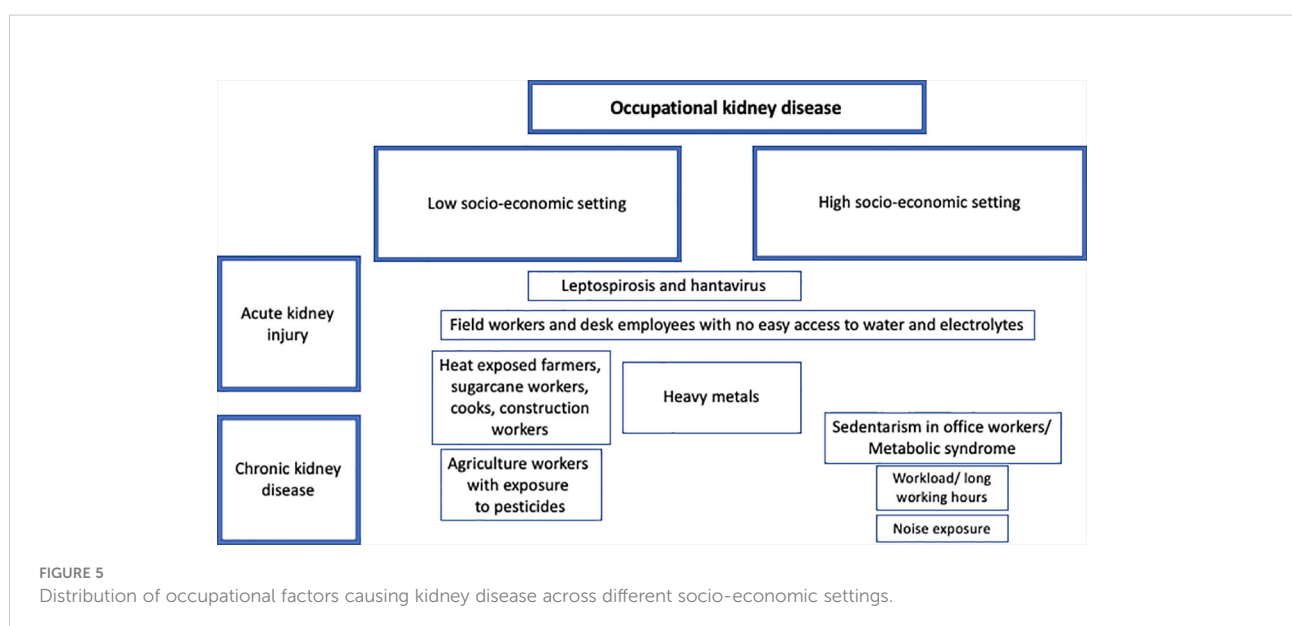 Occupational kidney disease
Low socio-economic setting
High socio-economic setting
Acute kidney
injury
Leptospirosis and hantavirus
Field workers and desk employees with no easy access to water and electrolytes
Heat exposed farmers,
sugarcane workers,
cooks, construction
workers
Heavy metals
Chronic kidney
disease
Sedentarism in office workers/
Metabolic syndrome
Agriculture workers
with exposure
to pesticides
Workload/ long
working hours
Noise exposure
FIGURE 5
Distribution of occupational factors causing kidney disease across different socio-economic settings.